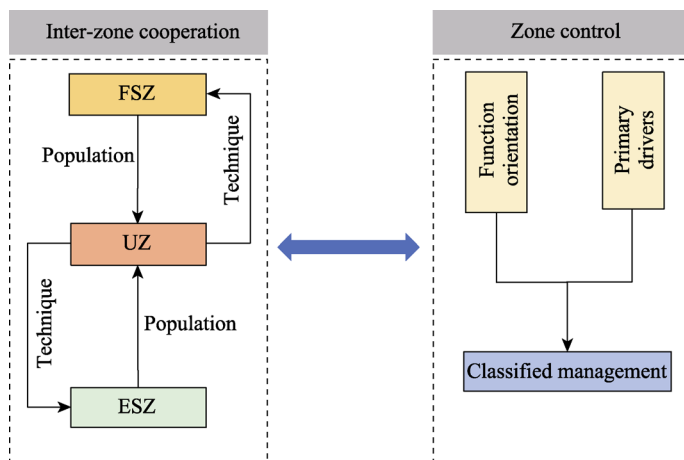 Inter-zone cooperation
Zone control
FSZ
Population
Technique
UZ
Technique
Population
ESZ
Function
orientation
Primary
drivers
Classified management